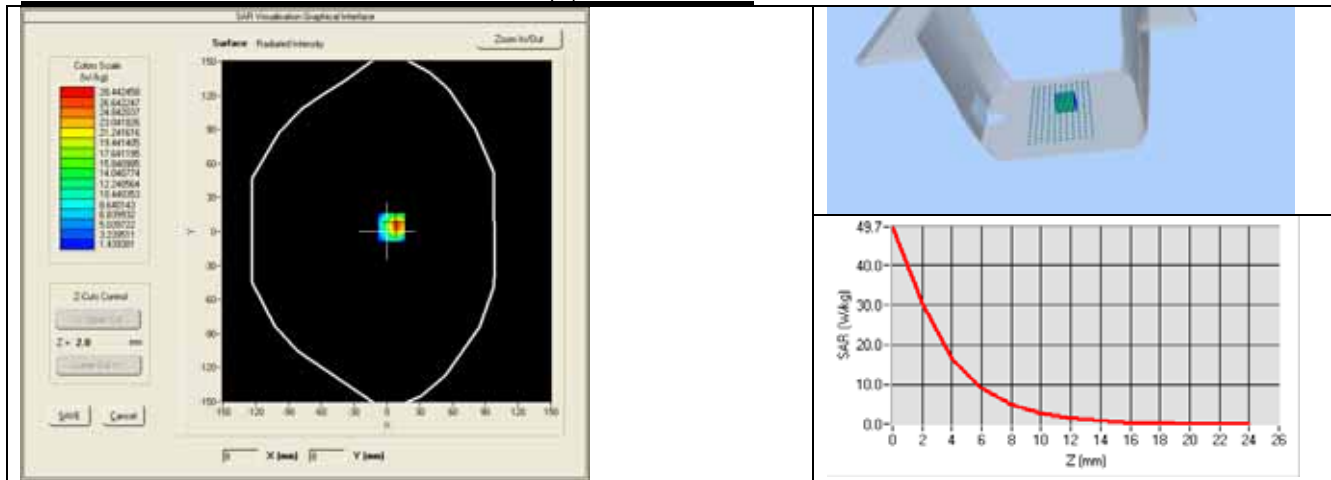 SAR Visualisation Graphical Interface
Surface Radiated Intensity
Zoom In/Out
Colors Scale
(W/kg)
28.442458
26.642247
24.842037
23.041826
21.241616
19.441405
17.641195
15.840985
14.040774
12.240564
10.440353
8.640143
6.839932
5.039722
3.239511
1.439301
150
120
90
60
30
0
-30
-60
-90
-120
-150
Y
-150 -120 -90 -60 -30 0 30 60 90 120 150
X
Z Cuts Control
Z = 2.0 mm
SAVE Cancel
0 X (mm) 0 Y (mm)
49.7
40.0
30.0
20.0
10.0
0.0
SAR (W/kg)
0 2 4 6 8 10 12 14 16 18 20 22 24 26
Z (mm)